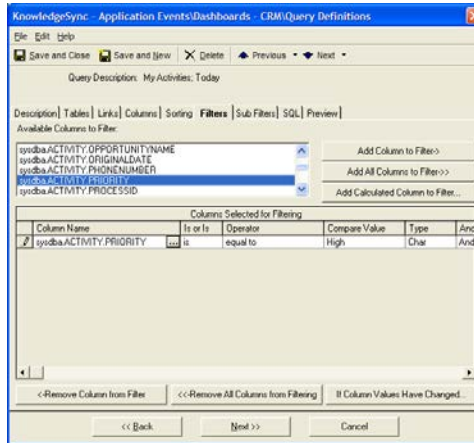 KnowledgeSync - Application Events\Dashboards - CRM\Query Definitions
File Edit Help
Save and Close Save and New Delete Previous Next
Query Description: My Activities: Today
Description Tables Links Columns Sorting Filters Sub Filters SQL Preview
Available Columns to Filter:
sysdba.ACTIVITY.OPPORTUNITYNAME
sysdba.ACTIVITY.ORIGINALDATE
sysdba.ACTIVITY.PHONENUMBER
sysdba.ACTIVITY.PRIORITY
sysdba.ACTIVITY.PROCESSID
Add Column to Filter->
Add All Columns to Filter->>
Add Calculated Column to Filter...
Columns Selected for Filtering
Column Name Is or Is Operator Compare Value Type Anc
sysdba.ACTIVITY.PRIORITY ... is equal to High Char And
<-Remove Column from Filter <<-Remove All Columns from Filtering If Column Values Have Changed...
<< Back Next >> Cancel